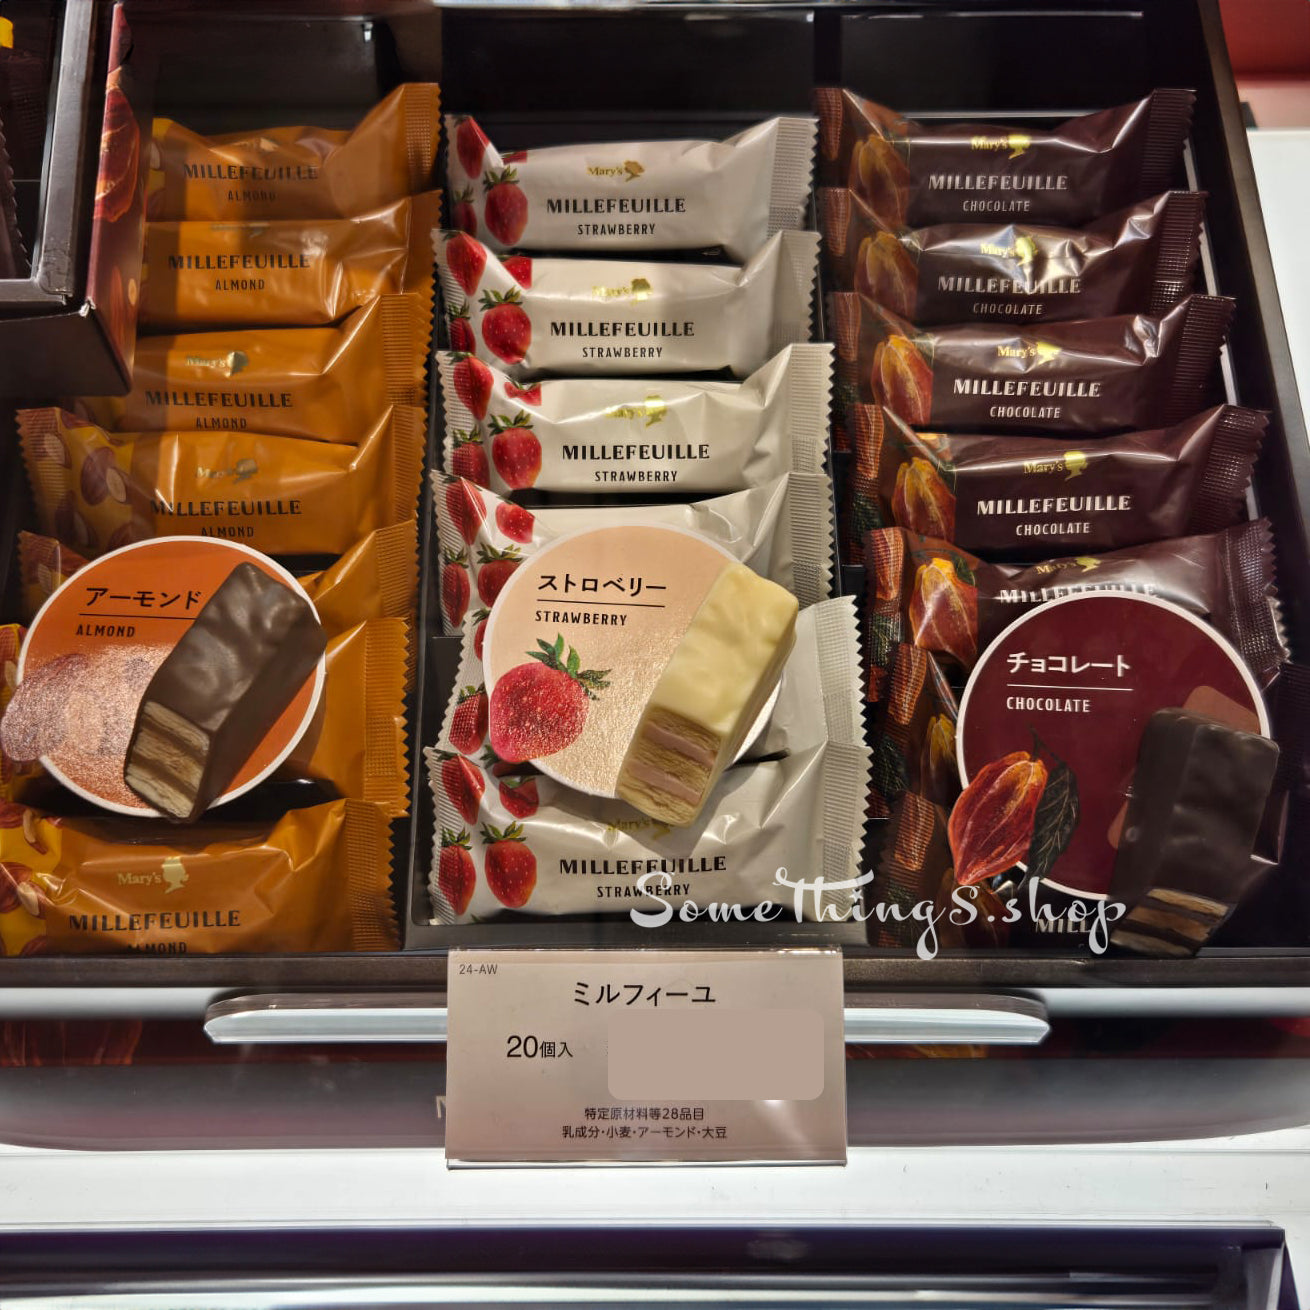 MILLEFEUILLE
ALMOND
MILLEFEUILLE
ALMOND
Mary's
MILLEFEUILLE
ALMOND
Mary's
MILLEFEUILLE
ALMOND
アーモンド
ALMOND
Mary's
MILLEFEUILLE
ALMOND
Mary's
MILLEFEUILLE
STRAWBERRY
Mary's
MILLEFEUILLE
STRAWBERRY
Mary's
MILLEFEUILLE
STRAWBERRY
ストロベリー
STRAWBERRY
Mary's
MILLEFEUILLE
STRAWBERRY
Mary's
MILLEFEUILLE
CHOCOLATE
Mary's
MILLEFEUILLE
CHOCOLATE
Mary's
MILLEFEUILLE
CHOCOLATE
Mary's
MILLEFEUILLE
CHOCOLATE
Mary's
MILLEFEUILLE
チョコレート
CHOCOLATE
MILL
SomeThingS.shop
24-AW
ミルフィーユ
20個入
特定原材料等28品目
乳成分・小麦・アーモンド・大豆